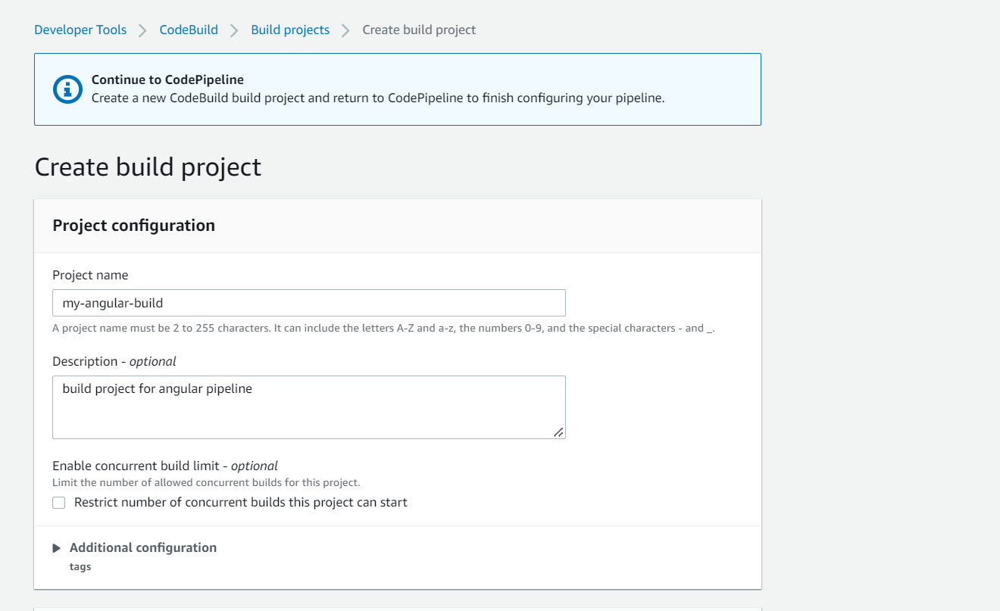 Developer Tools > CodeBuild > Build projects > Create build project
Continue to CodePipeline
Create a new CodeBuild build project and return to CodePipeline to finish configuring your pipeline.
Create build project
Project configuration
Project name
my-angular-build
A project name must be 2 to 255 characters. It can include the letters A-Z and a-z, the numbers 0-9, and the special characters - and _.
Description - optional
build project for angular pipeline
Enable concurrent build limit - optional
Limit the number of allowed concurrent builds for this project.
Restrict number of concurrent builds this project can start
Additional configuration
tags